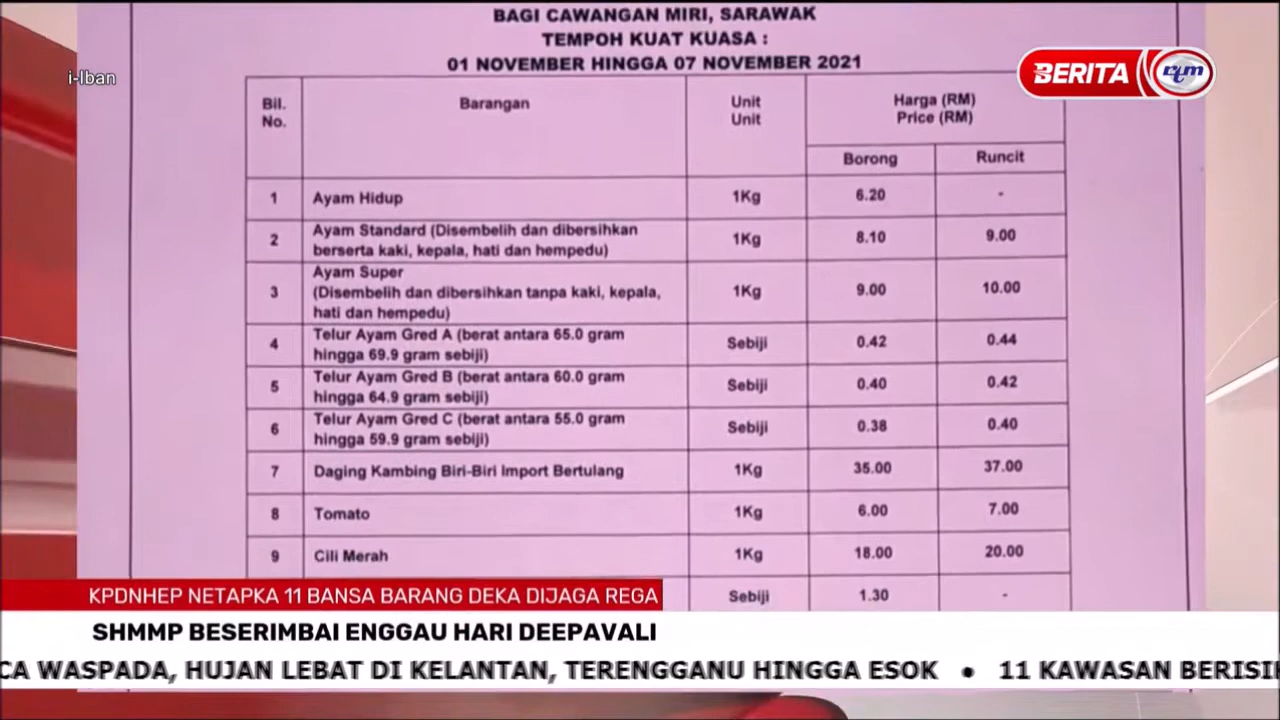 BAGI CAWANGAN MIRI, SARAWAK
TEMPOH KUAT KUASA :
01 NOVEMBER HINGGA 07 NOVEMBER 2021
i-Iban
BERITA rtm
Bil. No. Barangan Unit Unit Harga (RM) Price (RM)
Borong Runcit
1 Ayam Hidup 1Kg 6.20 -
2 Ayam Standard (Disembelih dan dibersihkan berserta kaki, kepala, hati dan hempedu) 1Kg 8.10 9.00
3 Ayam Super (Disembelih dan dibersihkan tanpa kaki, kepala, hati dan hempedu) 1Kg 9.00 10.00
4 Telur Ayam Gred A (berat antara 65.0 gram hingga 69.9 gram sebiji) Sebiji 0.42 0.44
5 Telur Ayam Gred B (berat antara 60.0 gram hingga 64.9 gram sebiji) Sebiji 0.40 0.42
6 Telur Ayam Gred C (berat antara 55.0 gram hingga 59.9 gram sebiji) Sebiji 0.38 0.40
7 Daging Kambing Biri-Biri Import Bertulang 1Kg 35.00 37.00
8 Tomato 1Kg 6.00 7.00
9 Cili Merah 1Kg 18.00 20.00
Sebiji 1.30 -
KPDNHEP NETAPKA 11 BANSA BARANG DEKA DIJAGA REGA
SHMMP BESERIMBAI ENGGAU HARI DEEPAVALI
CA WASPADA, HUJAN LEBAT DI KELANTAN, TERENGGANU HINGGA ESOK • 11 KAWASAN BERISI